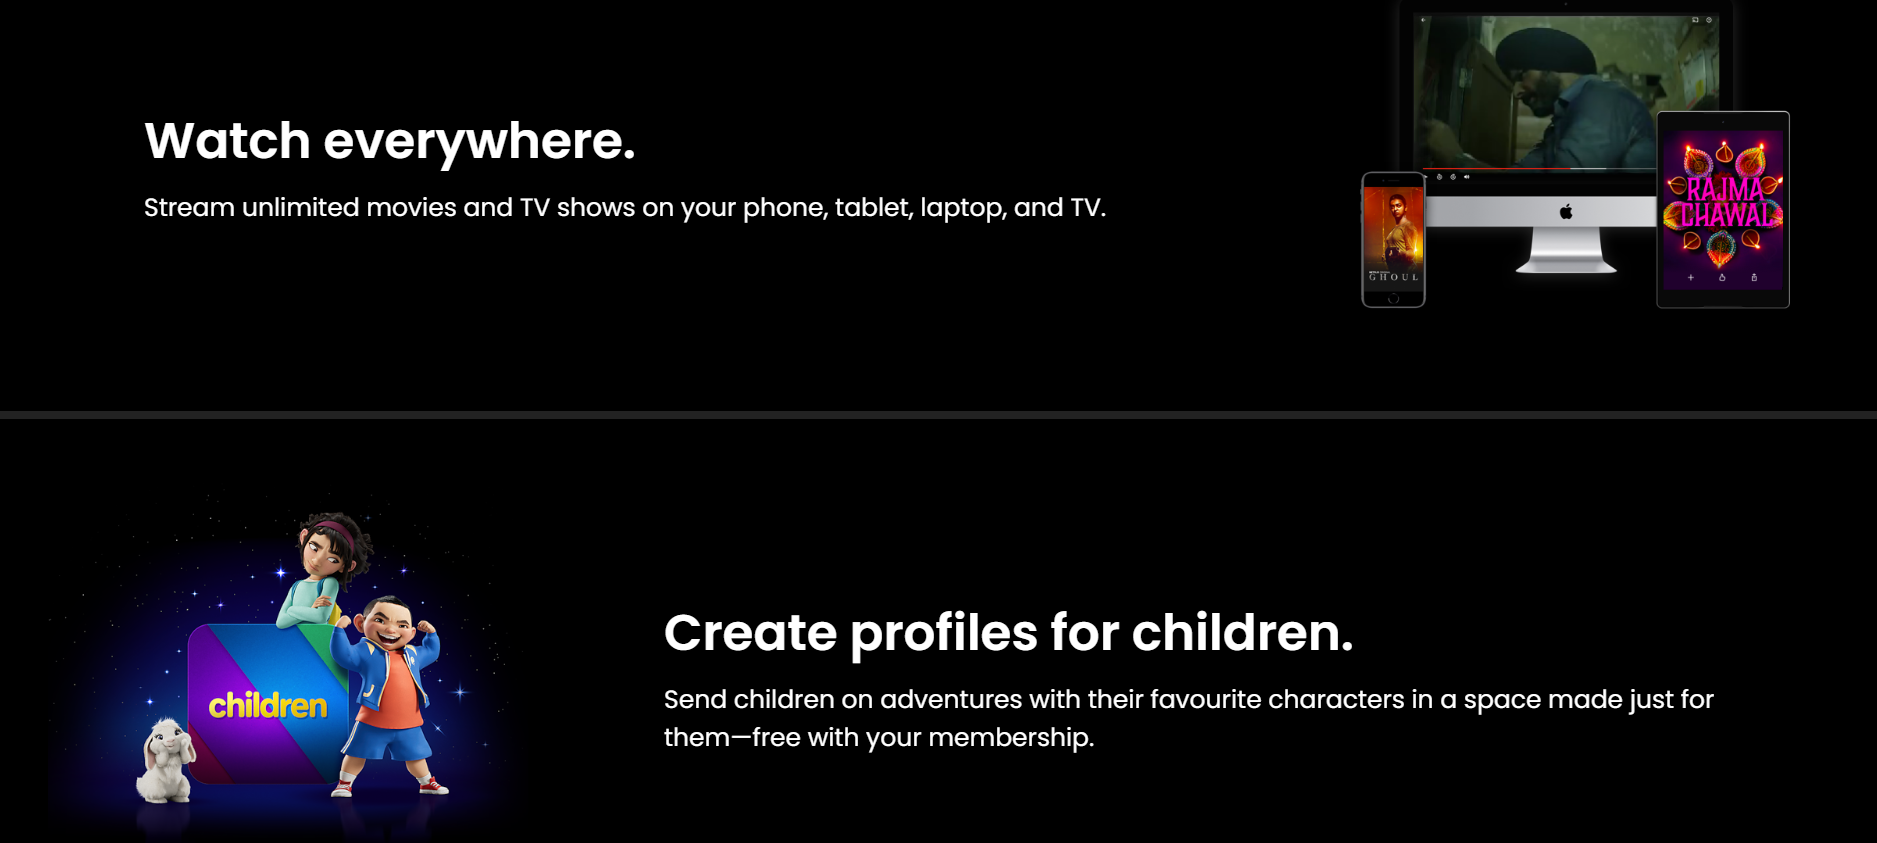 Watch everywhere.
Stream unlimited movies and TV shows on your phone, tablet, laptop, and TV.
RAJMA
CHAWAL
GHOUL
children
Create profiles for children.
Send children on adventures with their favourite characters in a space made just for
them—free with your membership.